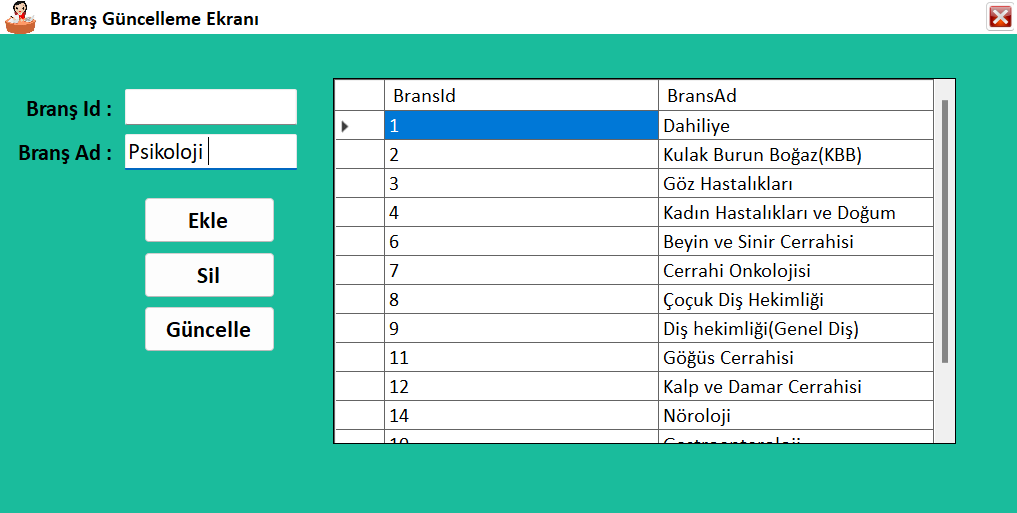 Branş Güncelleme Ekranı
Branş Id :
Branş Ad : Psikoloji
Ekle
Sil
Güncelle
BransId BransAd
1 Dahiliye
2 Kulak Burun Boğaz(KBB)
3 Göz Hastalıkları
4 Kadın Hastalıkları ve Doğum
6 Beyin ve Sinir Cerrahisi
7 Cerrahi Onkolojisi
8 Çoçuk Diş Hekimliği
9 Diş hekimliği(Genel Diş)
11 Göğüs Cerrahisi
12 Kalp ve Damar Cerrahisi
14 Nöroloji